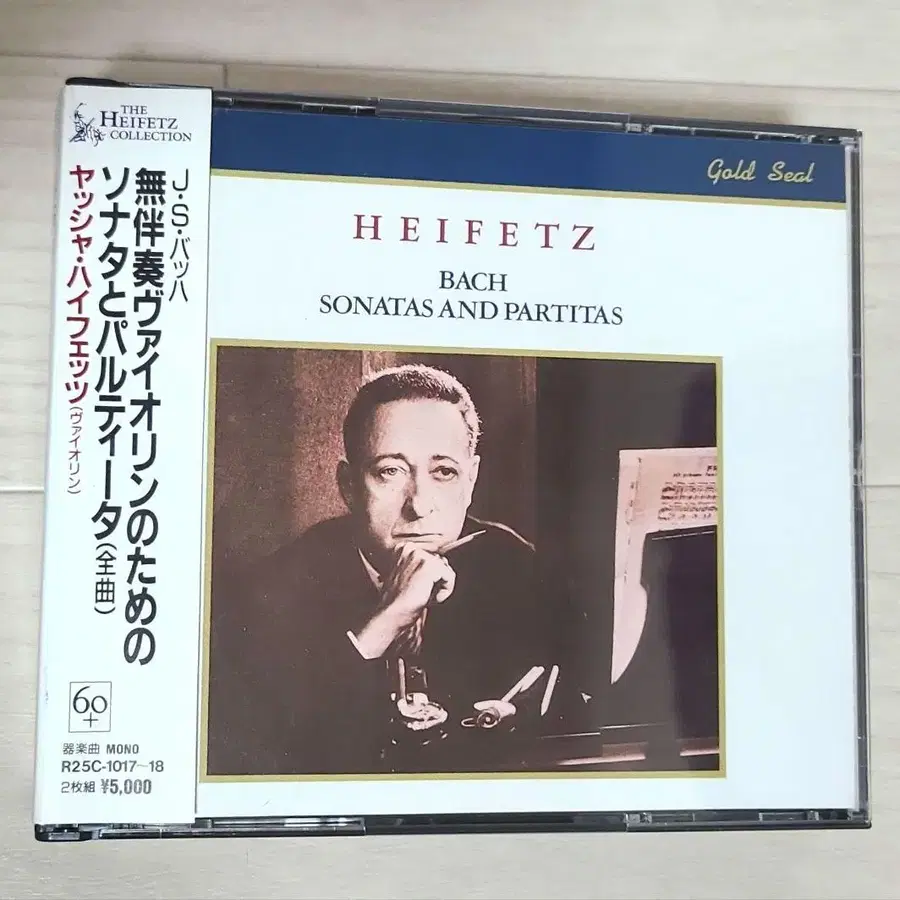 THE
HEIFETZ
COLLECTION
J・S・バッハ
無伴奏ヴァイオリンのための
ソナタとパルティータ(全曲)
ヤッシャ・ハイフェッツ(ヴァイオリン)
60
+
器楽曲 MONO
R25C-1017~18
2枚組 ¥5,000
Gold Seal
HEIFETZ
BACH
SONATAS AND PARTITAS